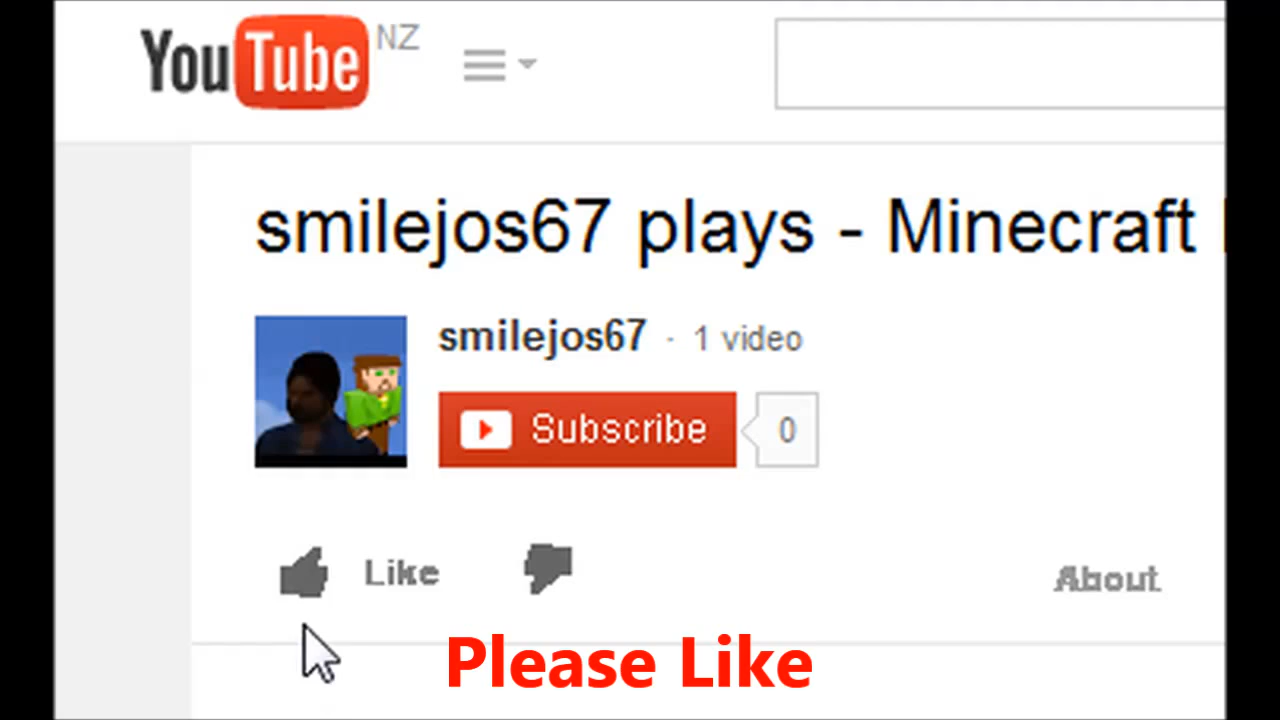 YouTube NZ
smilejos67 plays - Minecraft
smilejos67 · 1 video
Subscribe 0
Like About
Please Like